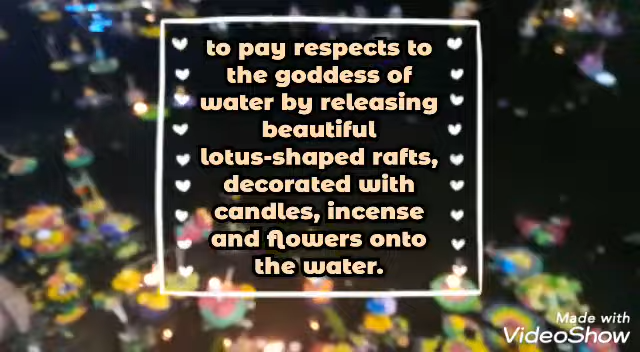 to pay respects to
the goddess of
water by releasing
beautiful
lotus-shaped rafts,
decorated with
candles, incense
and flowers onto
the water.
Made with
VideoShow